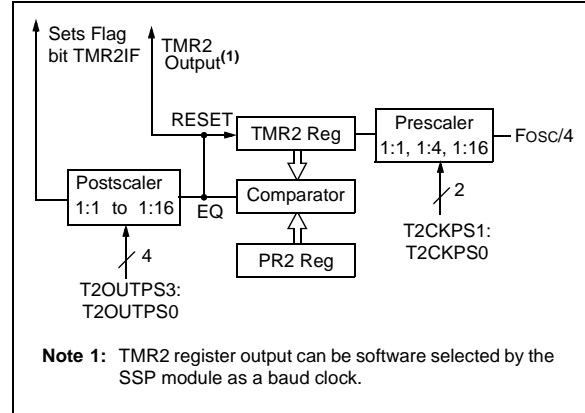 Sets Flag
bit TMR2IF
TMR2
Output(1)
RESET
TMR2 Reg
Prescaler
1:1, 1:4, 1:16
FOSC/4
2
T2CKPS1:
T2CKPS0
Postscaler
1:1 to 1:16
EQ
Comparator
4
T2OUTPS3:
T2OUTPS0
PR2 Reg
Note 1: TMR2 register output can be software selected by the
SSP module as a baud clock.